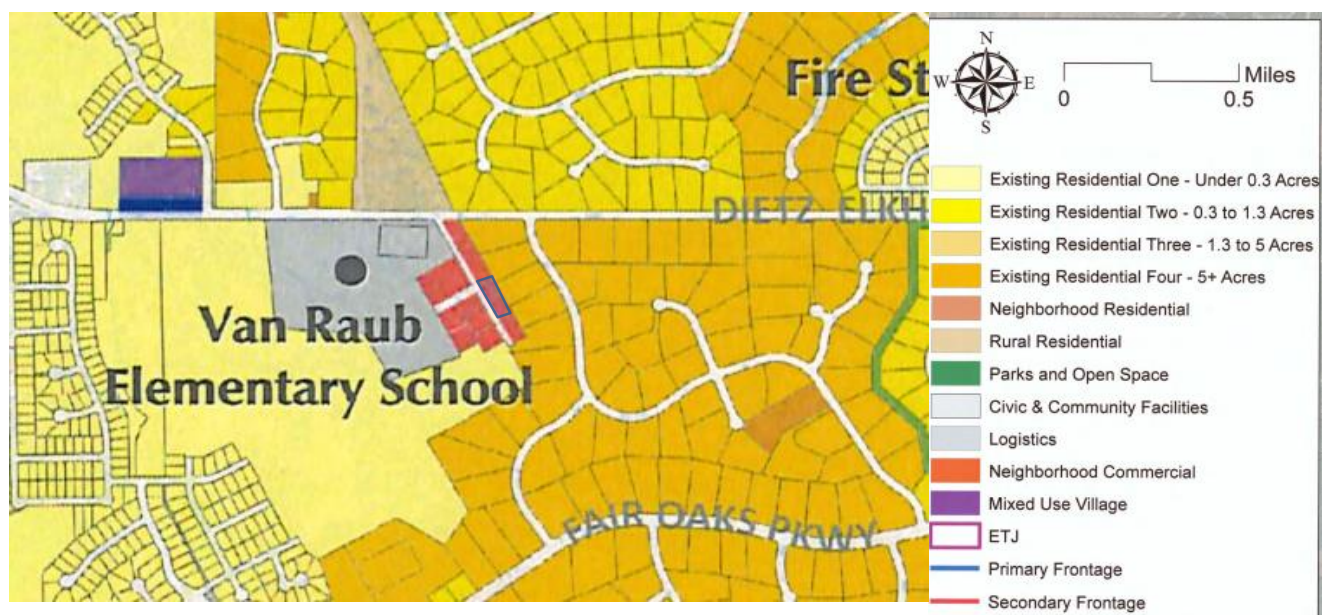 Fire St
DIETZ ELKH
Van Raub
Elementary School
FAIR OAKS PKWY
N
W E
S
Miles
0 0.5
Existing Residential One - Under 0.3 Acres
Existing Residential Two - 0.3 to 1.3 Acres
Existing Residential Three - 1.3 to 5 Acres
Existing Residential Four - 5+ Acres
Neighborhood Residential
Rural Residential
Parks and Open Space
Civic & Community Facilities
Logistics
Neighborhood Commercial
Mixed Use Village
ETJ
Primary Frontage
Secondary Frontage